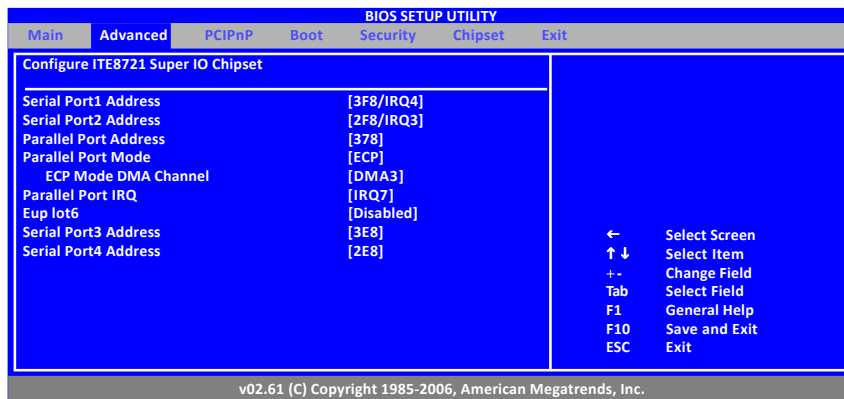 BIOS SETUP UTILITY
Main Advanced PCIPnP Boot Security Chipset Exit
Configure ITE8721 Super IO Chipset
Serial Port1 Address [3F8/IRQ4]
Serial Port2 Address [2F8/IRQ3]
Parallel Port Address [378]
Parallel Port Mode [ECP]
ECP Mode DMA Channel [DMA3]
Parallel Port IRQ [IRQ7]
Eup lot6 [Disabled]
Serial Port3 Address [3E8]
Serial Port4 Address [2E8]
← Select Screen
↑↓ Select Item
+- Change Field
Tab Select Field
F1 General Help
F10 Save and Exit
ESC Exit
v02.61 (C) Copyright 1985-2006, American Megatrends, Inc.